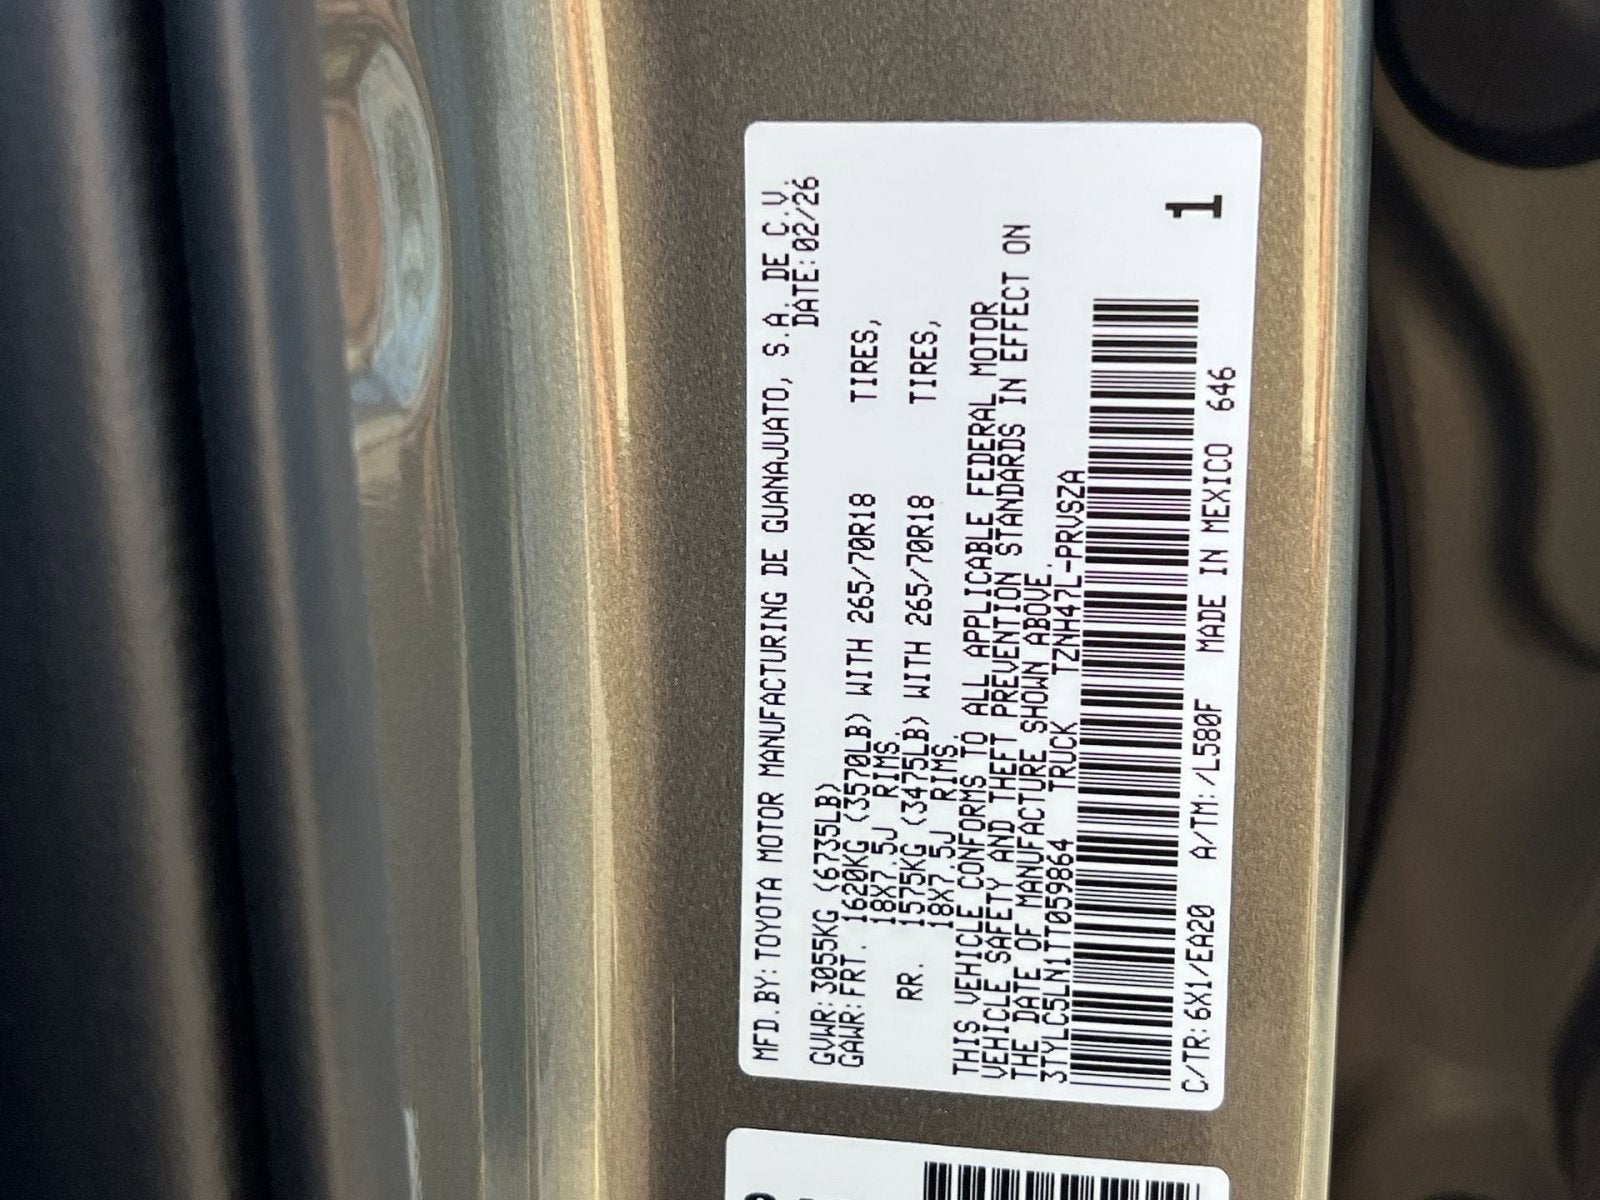 MFD.BY:TOYOTA MOTOR MANUFACTURING DE GUANAJUATO, S.A. DE C.V.
DATE:02/26
GVWR:3055KG (6735LB)
GAWR:FRT. 1620KG (3570LB) WITH 265/70R18 TIRES,
18X7.5J RIMS.
RR. 1575KG (3475LB) WITH 265/70R18 TIRES,
18X7.5J RIMS.
THIS VEHICLE CONFORMS TO ALL APPLICABLE FEDERAL MOTOR
VEHICLE SAFETY AND THEFT PREVENTION STANDARDS IN EFFECT ON
THE DATE OF MANUFACTURE SHOWN ABOVE.
3TYLC5LN1TT059864 TRUCK TZNH47L-PRVSZA
1
C/TR:6X1/EA20 A/TM:/L580F MADE IN MEXICO 646